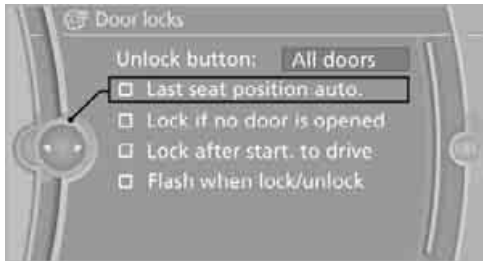 Door locks
Unlock button: All doors
Last seat position auto.
Lock if no door is opened
Lock after start. to drive
Flash when lock/unlock